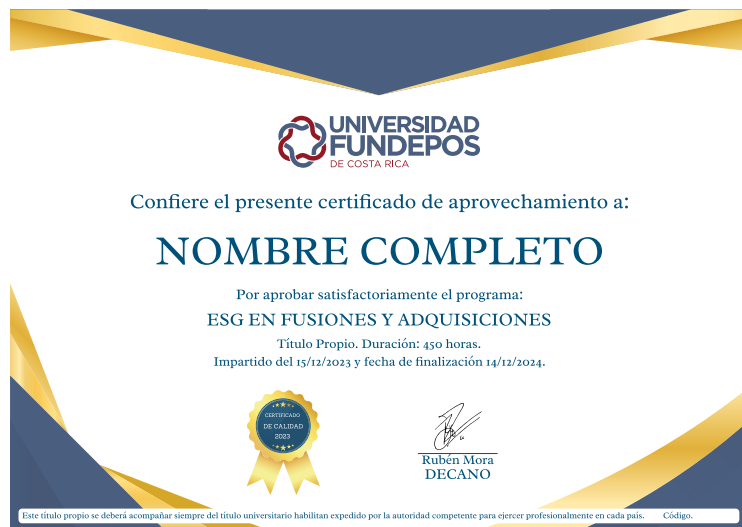 UNIVERSIDAD
FUNDEPOS
DE COSTA RICA
Confiere el presente certificado de aprovechamiento a:
NOMBRE COMPLETO
Por aprobar satisfactoriamente el programa:
ESG EN FUSIONES Y ADQUISICIONES
Título Propio. Duración: 450 horas.
Impartido del 15/12/2023 y fecha de finalización 14/12/2024.
CERTIFICADO
DE CALIDAD
2023
Rubén Mora
DECANO
Este título propio se deberá acompañar siempre del título universitario habilitan expedido por la autoridad competente para ejercer profesionalmente en cada país. Código.